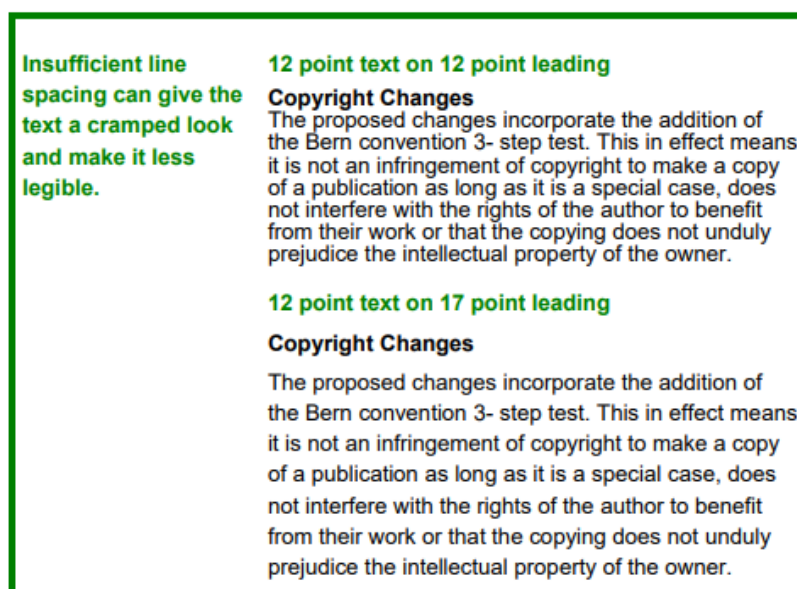 Insufficient line
spacing can give the
text a cramped look
and make it less
legible.
12 point text on 12 point leading
Copyright Changes
The proposed changes incorporate the addition of
the Bern convention 3- step test. This in effect means
it is not an infringement of copyright to make a copy
of a publication as long as it is a special case, does
not interfere with the rights of the author to benefit
from their work or that the copying does not unduly
prejudice the intellectual property of the owner.
12 point text on 17 point leading
Copyright Changes
The proposed changes incorporate the addition of
the Bern convention 3- step test. This in effect means
it is not an infringement of copyright to make a copy
of a publication as long as it is a special case, does
not interfere with the rights of the author to benefit
from their work or that the copying does not unduly
prejudice the intellectual property of the owner.